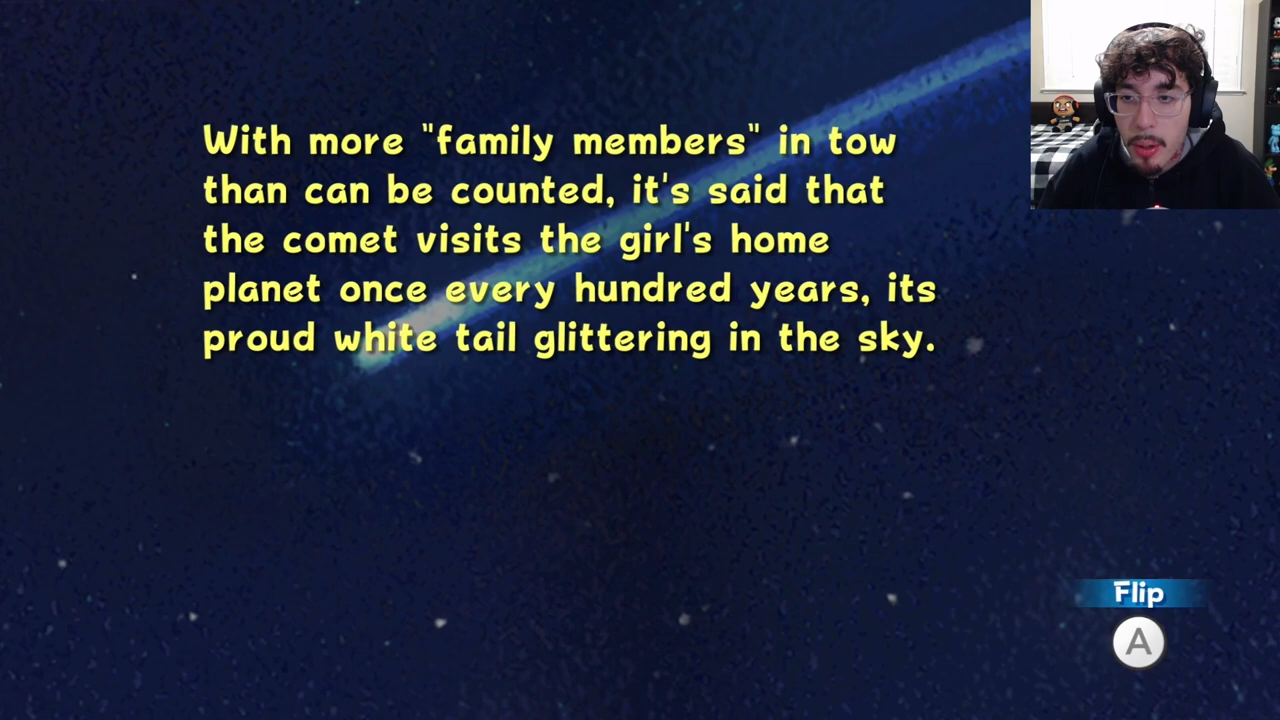 With more "family members" in tow
than can be counted, it's said that
the comet visits the girl's home
planet once every hundred years, its
proud white tail glittering in the sky.
Flip
A